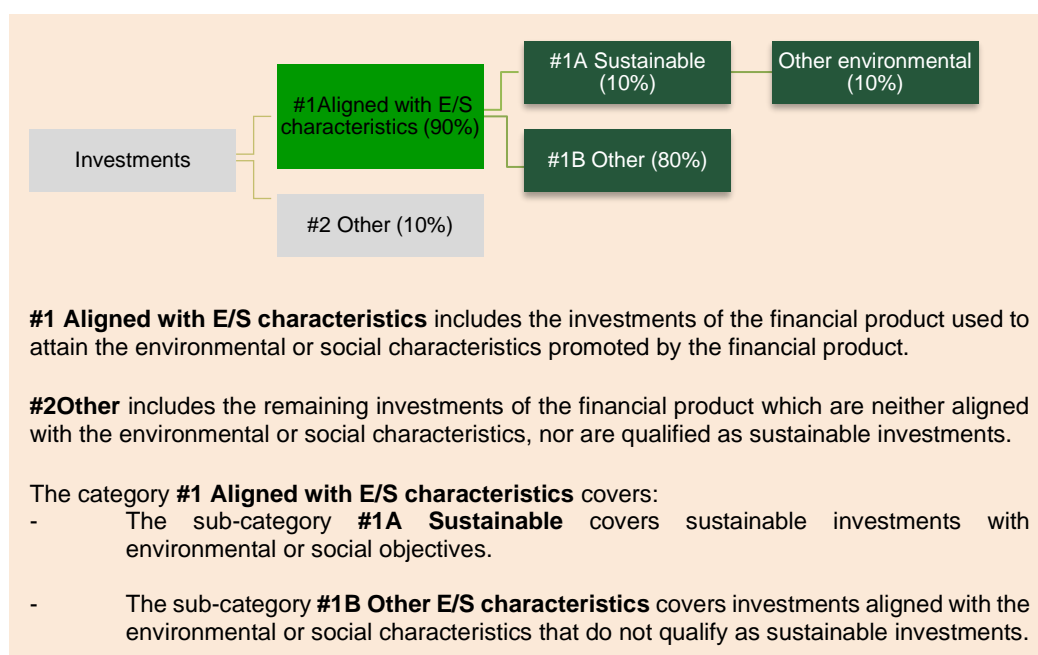 #1A Sustainable
(10%)
Other environmental
(10%)
#1Aligned with E/S
characteristics (90%)
Investments
#1B Other (80%)
#2 Other (10%)
#1 Aligned with E/S characteristics includes the investments of the financial product used to
attain the environmental or social characteristics promoted by the financial product.
#2Other includes the remaining investments of the financial product which are neither aligned
with the environmental or social characteristics, nor are qualified as sustainable investments.
The category #1 Aligned with E/S characteristics covers:
- The sub-category #1A Sustainable covers sustainable investments with
environmental or social objectives.
- The sub-category #1B Other E/S characteristics covers investments aligned with the
environmental or social characteristics that do not qualify as sustainable investments.